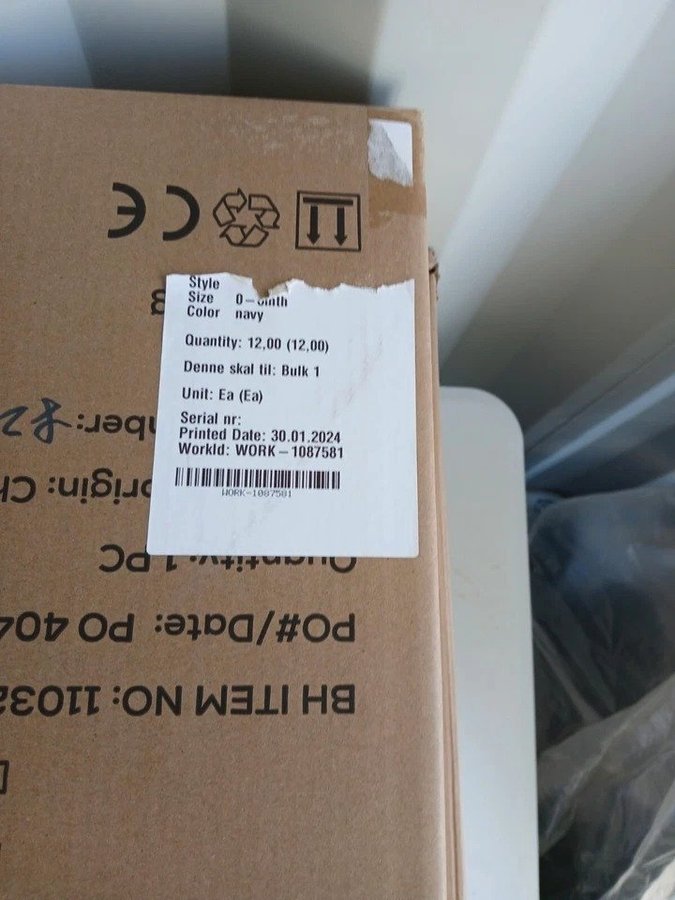 Style
Size 0-6mth
Color navy
Quantity: 12,00 (12,00)
Denne skal til: Bulk 1
Unit: Ea (Ea)
Serial nr:
Printed Date: 30.01.2024
WorkId: WORK-1087581
WORK-1087581
BH ITEM NO: 1103
PO#/Date: PO 404
Quantity: 1 PC